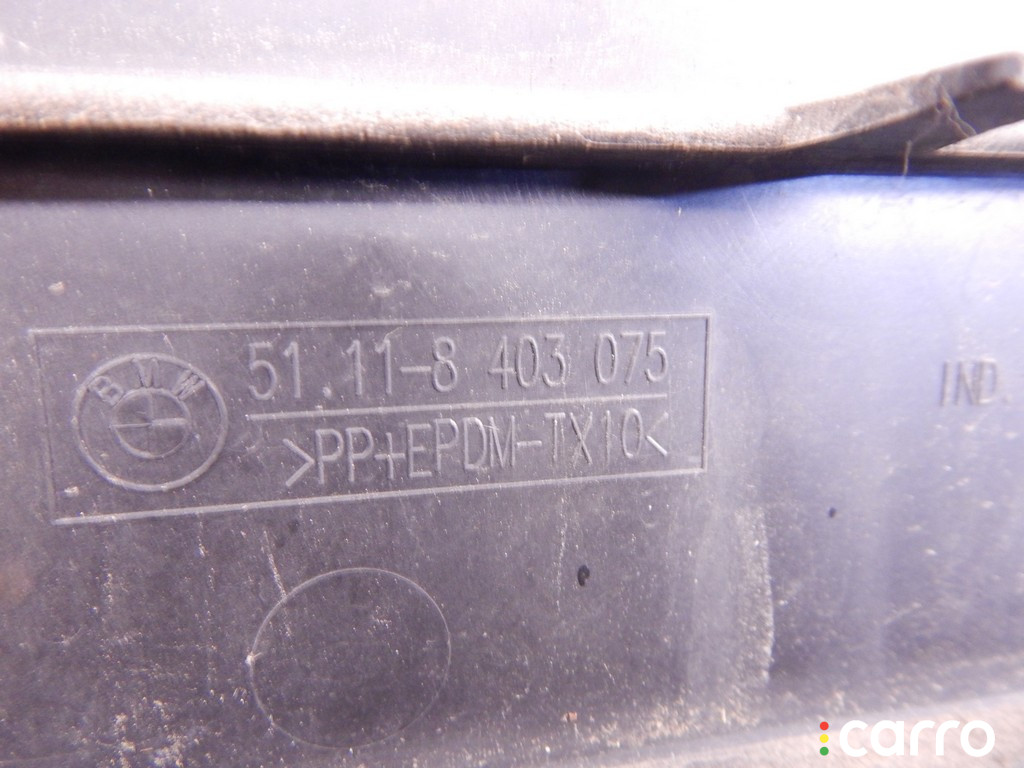 BMW
51.11-8 403 075
>PP+EPDM-TX10<
IND.
carro